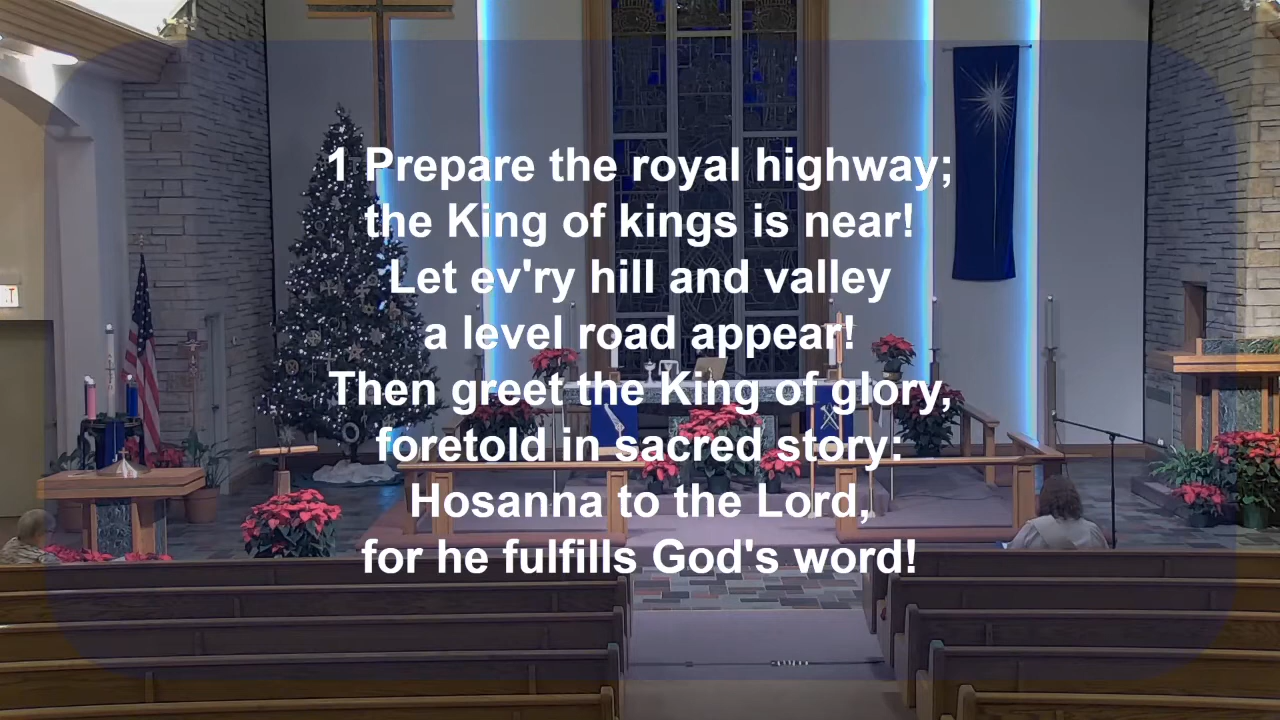 1 Prepare the royal highway;
the King of kings is near!
Let ev'ry hill and valley
a level road appear!
Then greet the King of glory,
foretold in sacred story:
Hosanna to the Lord,
for he fulfills God's word!